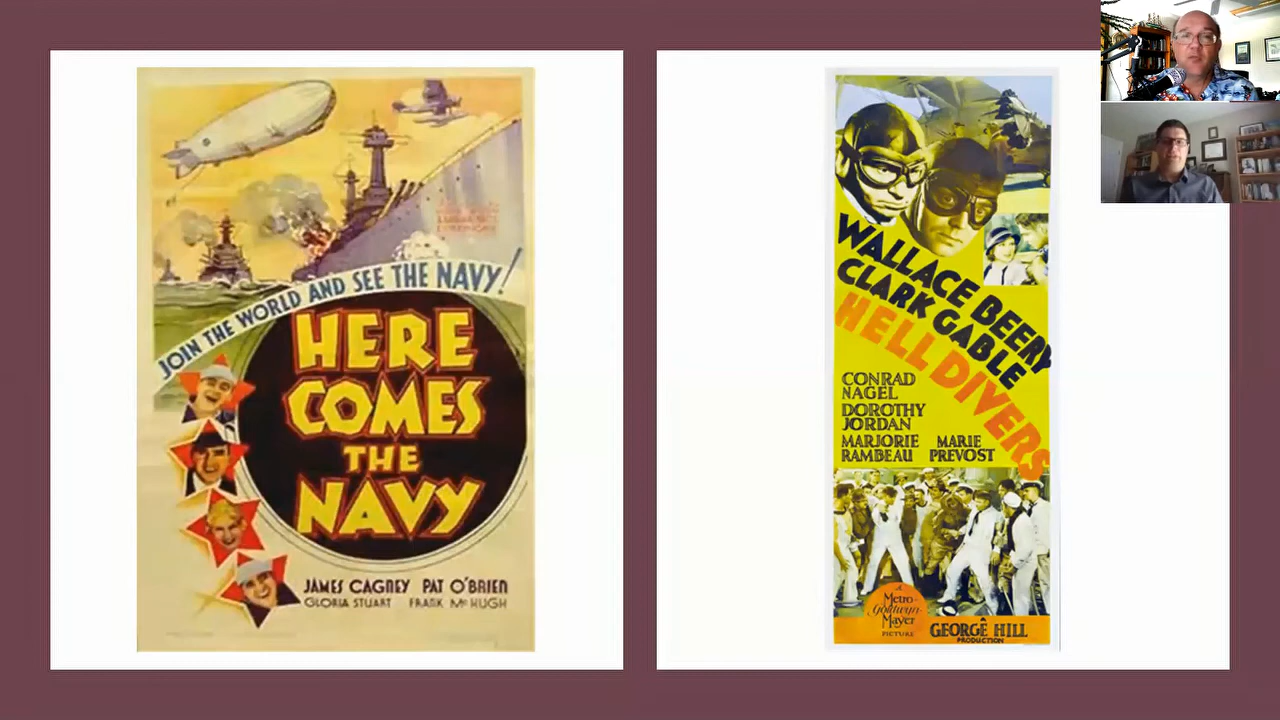 JOIN THE WORLD AND SEE THE NAVY!
HERE
COMES
THE
NAVY
JAMES CAGNEY PAT O'BRIEN
GLORIA STUART FRANK McHUGH
WALLACE BEERY
CLARK GABLE
HELL DIVERS
CONRAD
NAGEL
DOROTHY
JORDAN
MARJORIE MARIE
RAMBEAU PREVOST
A
Metro-
Goldwyn-
Mayer
PICTURE
GEORGE HILL
PRODUCTION